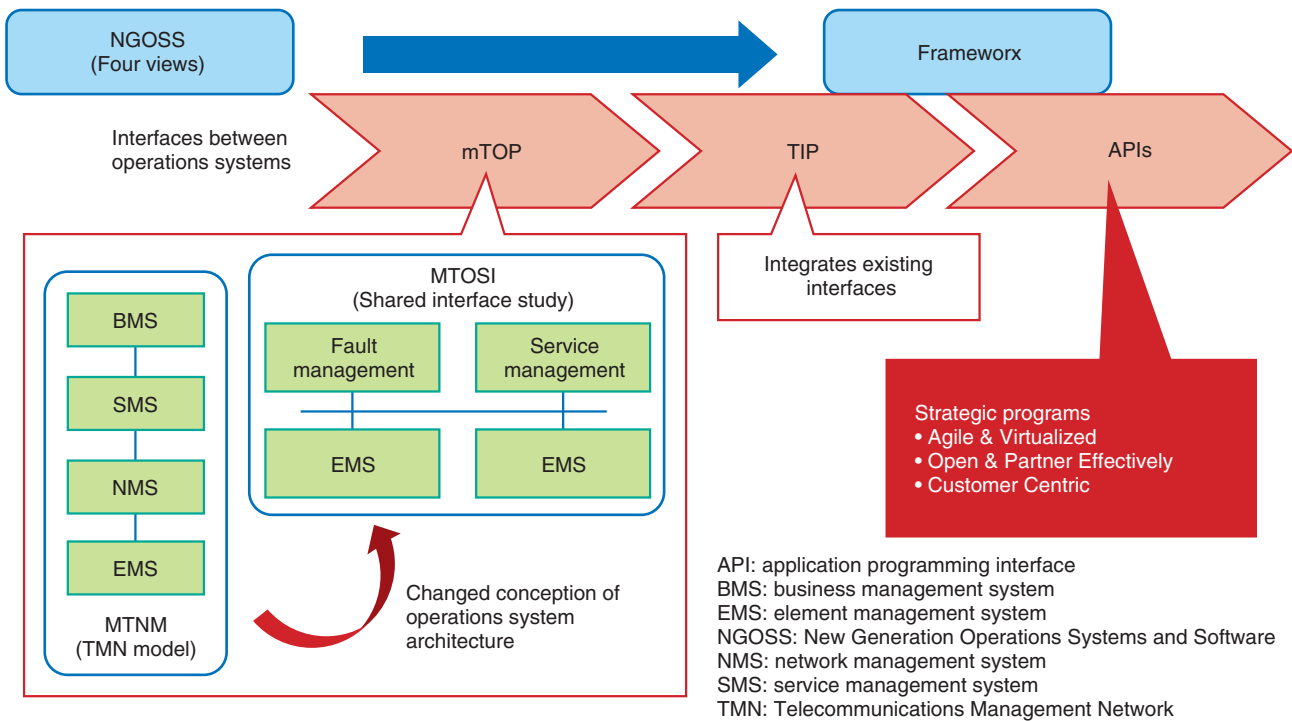 NGOSS
(Four views)
Frameworx
Interfaces between
operations systems
mTOP
TIP
APIs
MTOSI
(Shared interface study)
BMS
SMS
NMS
EMS
MTNM
(TMN model)
Fault
management
Service
management
EMS
EMS
Changed conception of
operations system
architecture
Integrates existing
interfaces
Strategic programs
• Agile & Virtualized
• Open & Partner Effectively
• Customer Centric
API: application programming interface
BMS: business management system
EMS: element management system
NGOSS: New Generation Operations Systems and Software
NMS: network management system
SMS: service management system
TMN: Telecommunications Management Network